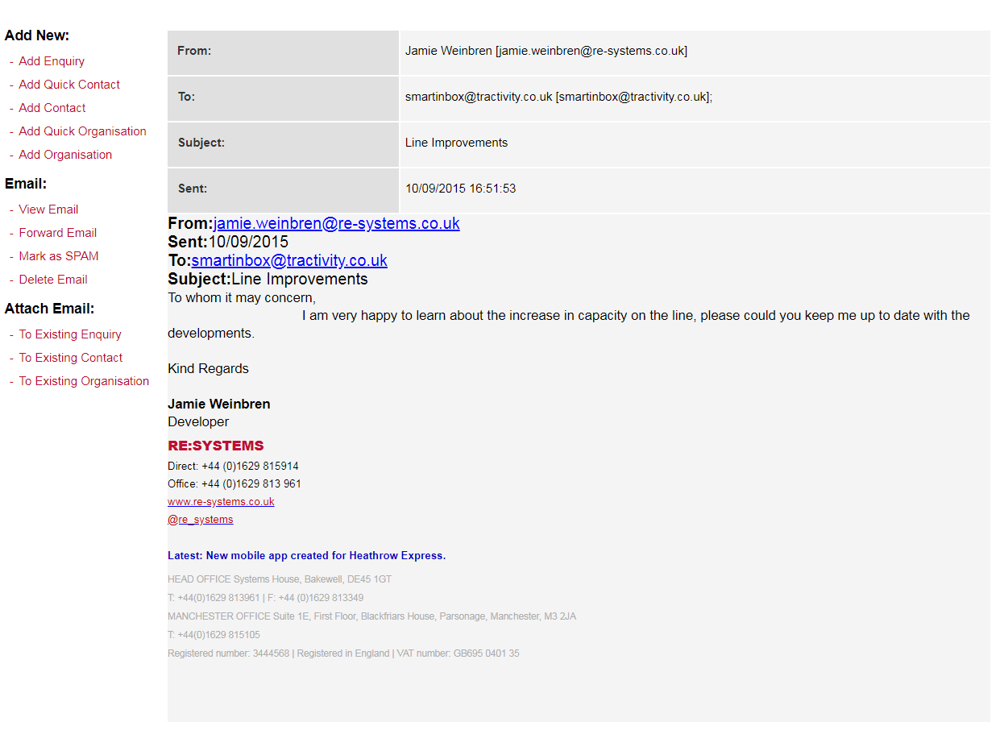 Add New:
- Add Enquiry
- Add Quick Contact
- Add Contact
- Add Quick Organisation
- Add Organisation
Email:
- View Email
- Forward Email
- Mark as SPAM
- Delete Email
Attach Email:
- To Existing Enquiry
- To Existing Contact
- To Existing Organisation
From: Jamie Weinbren [jamie.weinbren@re-systems.co.uk]
To: smartinbox@tractivity.co.uk [smartinbox@tractivity.co.uk];
Subject: Line Improvements
Sent: 10/09/2015 16:51:53
From:jamie.weinbren@re-systems.co.uk
Sent:10/09/2015
To:smartinbox@tractivity.co.uk
Subject:Line Improvements
To whom it may concern,
I am very happy to learn about the increase in capacity on the line, please could you keep me up to date with the
developments.
Kind Regards
Jamie Weinbren
Developer
RE:SYSTEMS
Direct: +44 (0)1629 815914
Office: +44 (0)1629 813 961
www.re-systems.co.uk
@re_systems
Latest: New mobile app created for Heathrow Express.
HEAD OFFICE Systems House, Bakewell, DE45 1GT
T: +44(0)1629 813961 | F: +44 (0)1629 813349
MANCHESTER OFFICE Suite 1E, First Floor, Blackfriars House, Parsonage, Manchester, M3 2JA
T: +44(0)1629 815105
Registered number: 3444568 | Registered in England | VAT number: GB695 0401 35